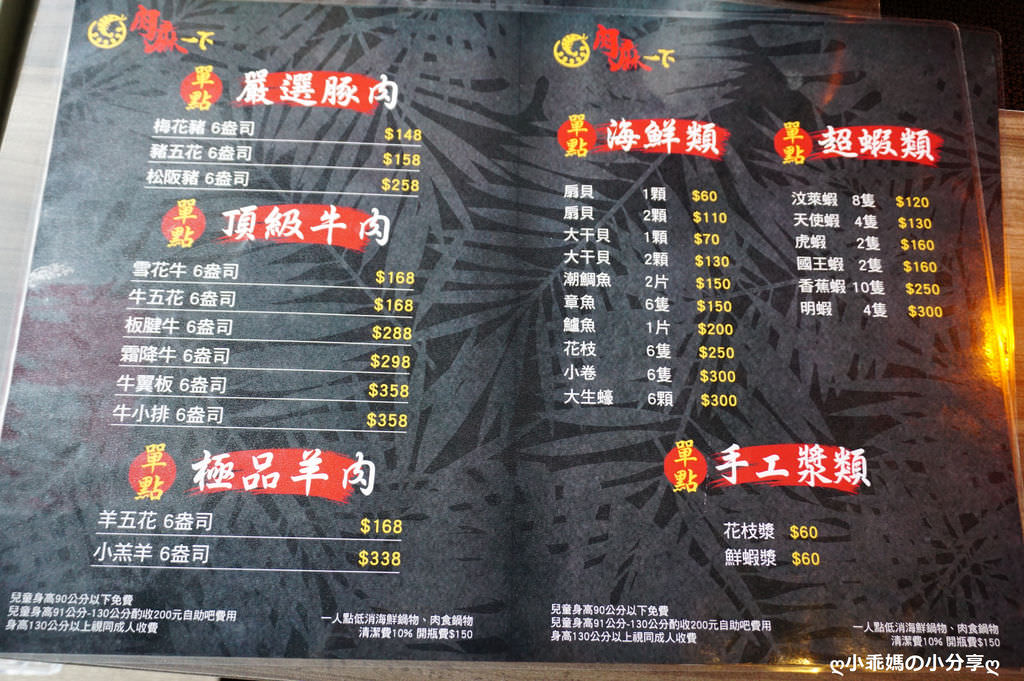 肉麻一下
單點 嚴選豚肉
梅花豬 6盎司 $148
豬五花 6盎司 $158
松阪豬 6盎司 $258
單點 頂級牛肉
雪花牛 6盎司 $168
牛五花 6盎司 $168
板腱牛 6盎司 $288
霜降牛 6盎司 $298
牛翼板 6盎司 $358
牛小排 6盎司 $358
單點 極品羊肉
羊五花 6盎司 $168
小羔羊 6盎司 $338
兒童身高90公分以下免費
兒童身高91公分-130公分酌收200元自助吧費用
身高130公分以上視同成人收費
一人點低消海鮮鍋物、肉食鍋物
清潔費10% 開瓶費$150
肉麻一下
單點 海鮮類
扇貝 1顆 $60
扇貝 2顆 $110
大干貝 1顆 $70
大干貝 2顆 $130
潮鯛魚 2片 $150
章魚 6隻 $150
鱸魚 1片 $200
花枝 6隻 $250
小卷 6隻 $300
大生蠔 6顆 $300
單點 超蝦類
汶萊蝦 8隻 $120
天使蝦 4隻 $130
虎蝦 2隻 $160
國王蝦 2隻 $160
香蕉蝦 10隻 $250
明蝦 4隻 $300
單點 手工漿類
花枝漿 $60
鮮蝦漿 $60
兒童身高90公分以下免費
兒童身高91公分-130公分酌收200元自助吧費用
身高130公分以上視同成人收費
一人點低消海鮮鍋物、肉食鍋物
清潔費10% 開瓶費$150
ღ小乖媽の小分享ღ